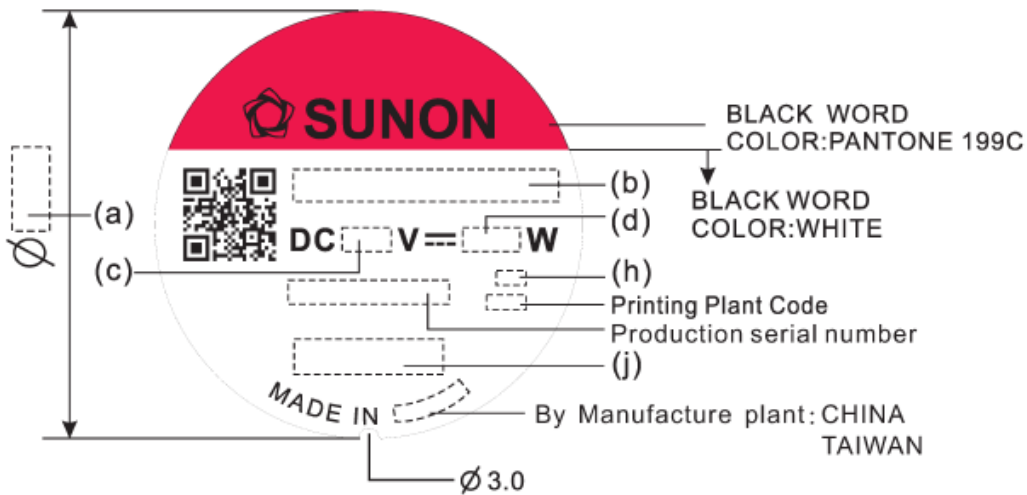 SUNON
BLACK WORD
COLOR:PANTONE 199C
(b)
BLACK WORD
COLOR:WHITE
(a)
(d)
DC V W
Ø
(c)
(h)
Printing Plant Code
Production serial number
(j)
MADE IN
By Manufacture plant: CHINA
TAIWAN
Ø 3.0